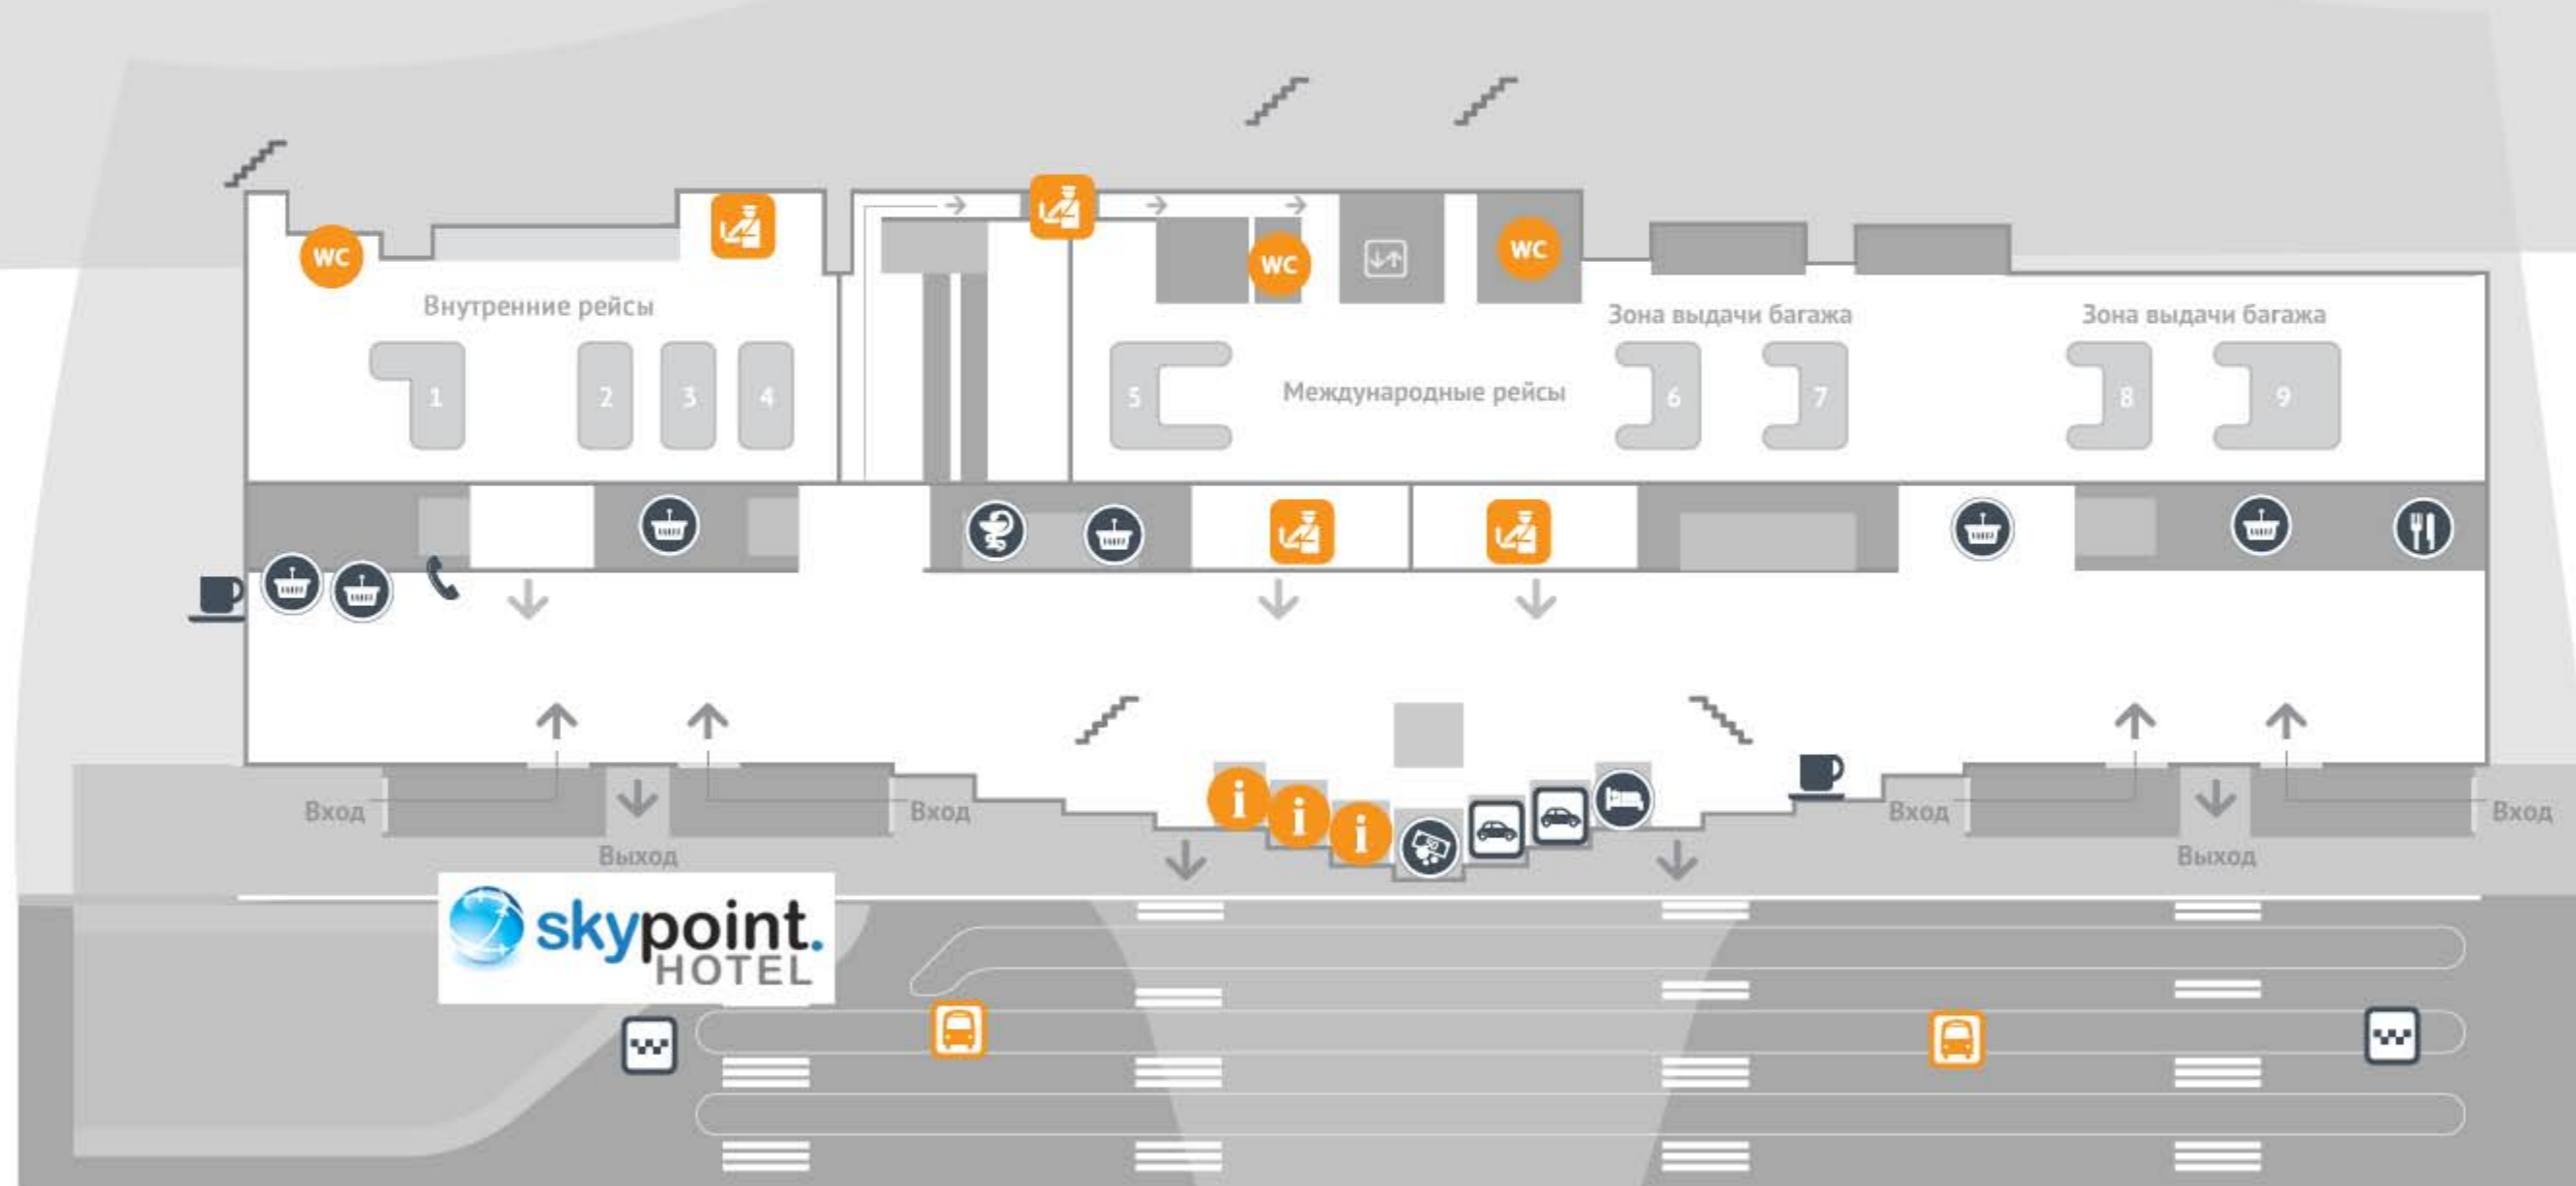 WC
WC
WC
Внутренние рейсы
Зона выдачи багажа
Зона выдачи багажа
Международные рейсы
1
2
3
4
5
6
7
8
9
Вход
Вход
Выход
i
i
i
50
Вход
Вход
Выход
skypoint.
HOTEL